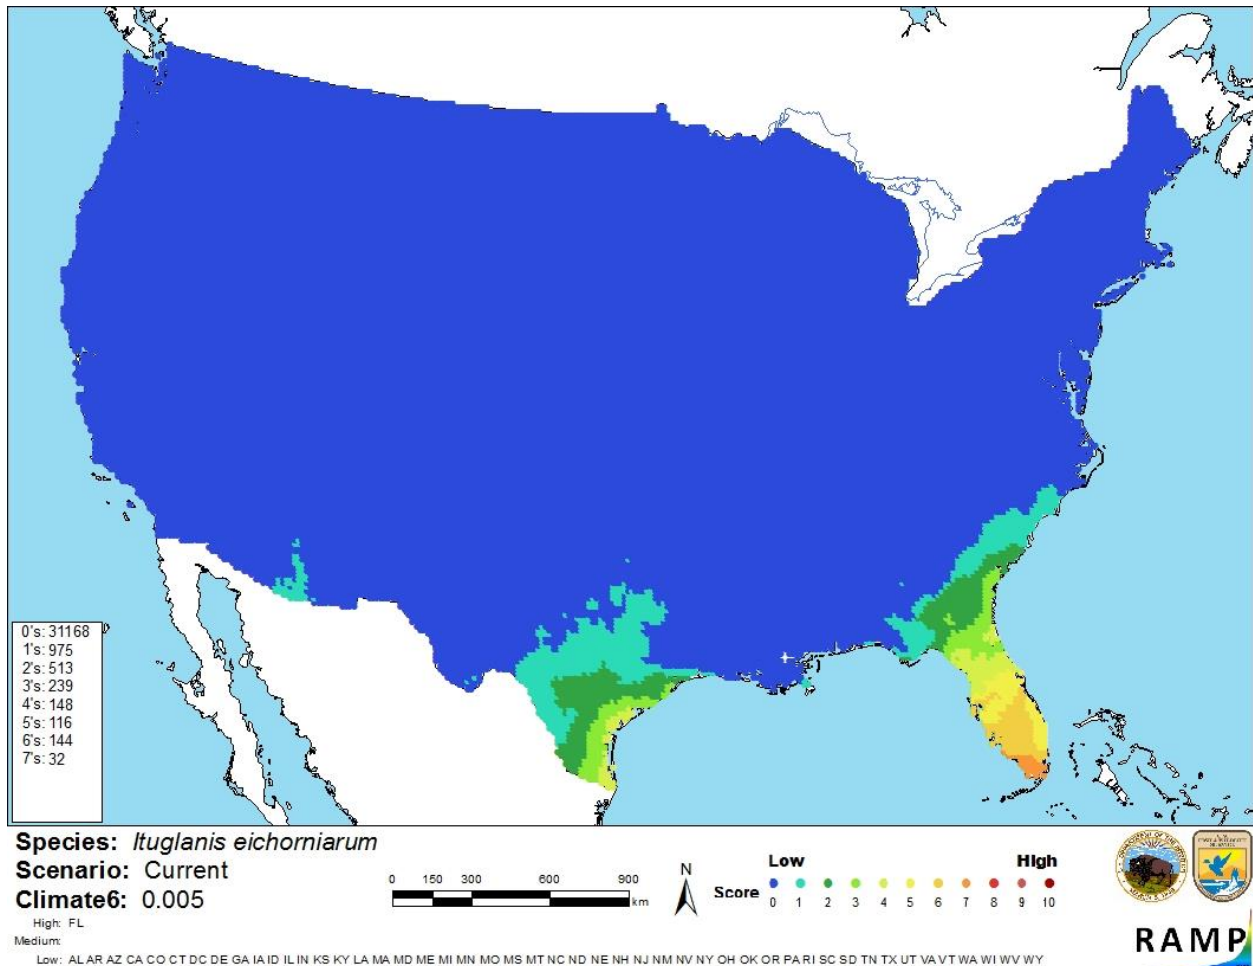 0's: 31168
1's: 975
2's: 513
3's: 239
4's: 148
5's: 116
6's: 144
7's: 32
Species: Ituglanis eichorniarum
Scenario: Current
Climate6: 0.005
High: FL
Medium:
Low: AL AR AZ CA CO CT DC DE GA IA ID IL IN KS KY LA MA MD ME MI MN MO MS MT NC ND NE NH NJ NM NV NY OH OK OR PA RI SC SD TN TX UT VA VT WA WI WV WY
0 150 300 600 900
km
N
Low High
Score
0 1 2 3 4 5 6 7 8 9 10
RAMP